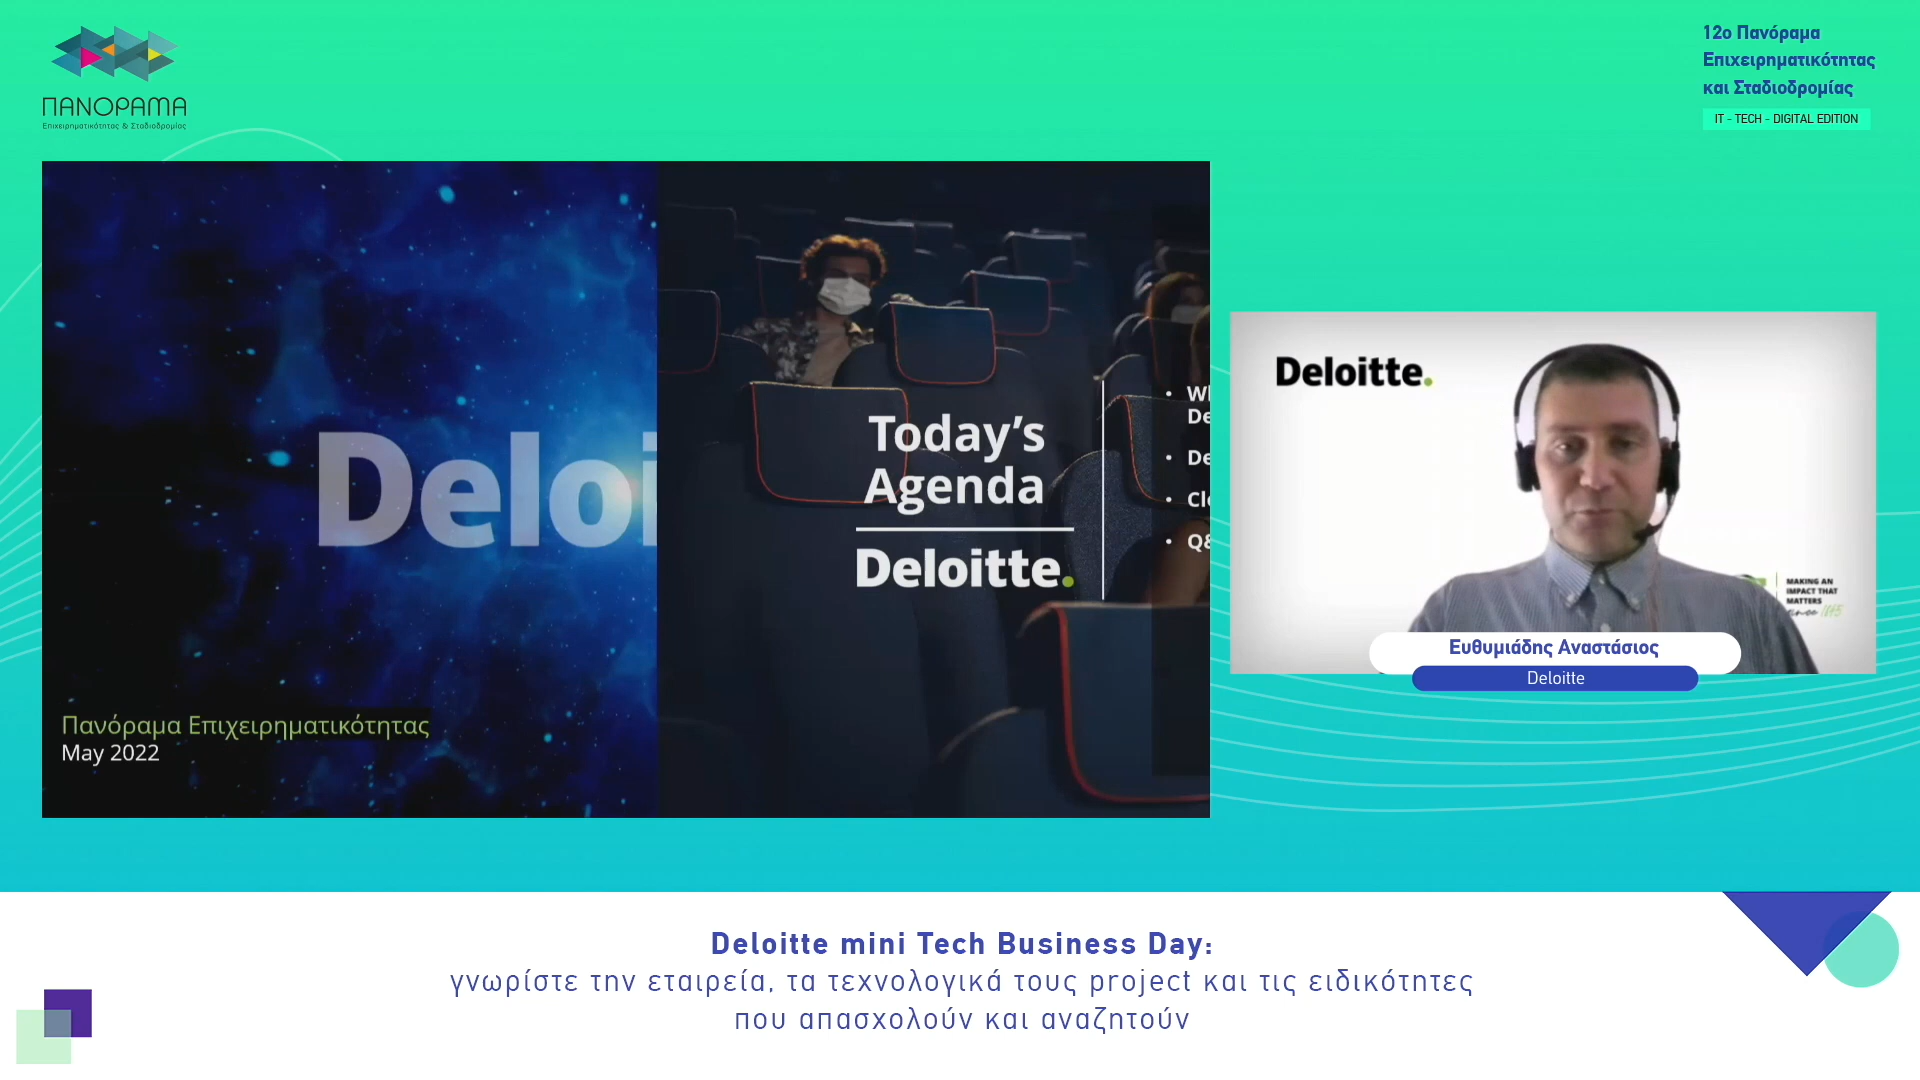 ΠΑΝΟΡΑΜΑ
Επιχειρηματικότητας & Σταδιοδρομίας
12ο Πανόραμα
Επιχειρηματικότητας
και Σταδιοδρομίας
IT - TECH - DIGITAL EDITION
Πανόραμα Επιχειρηματικότητας
May 2022
Today’s
Agenda
Deloitte.
Deloitte.
MAKING AN
IMPACT THAT
MATTERS
Ευθυμιάδης Αναστάσιος
Deloitte
Deloitte mini Tech Business Day:
γνωρίστε την εταιρεία, τα τεχνολογικά τους project και τις ειδικότητες
που απασχολούν και αναζητούν